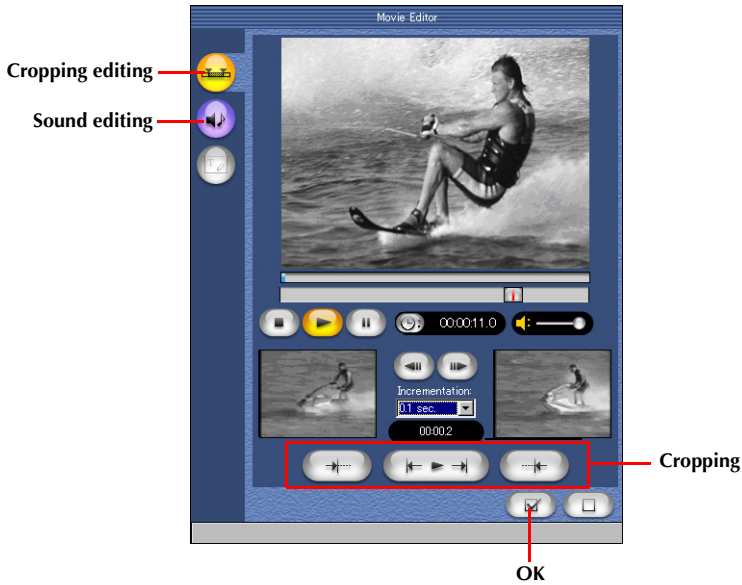 Movie Editor
Cropping editing
Sound editing
T
00:00:11.0
Incrementation:
0.1 sec.
00:00.2
Cropping
OK